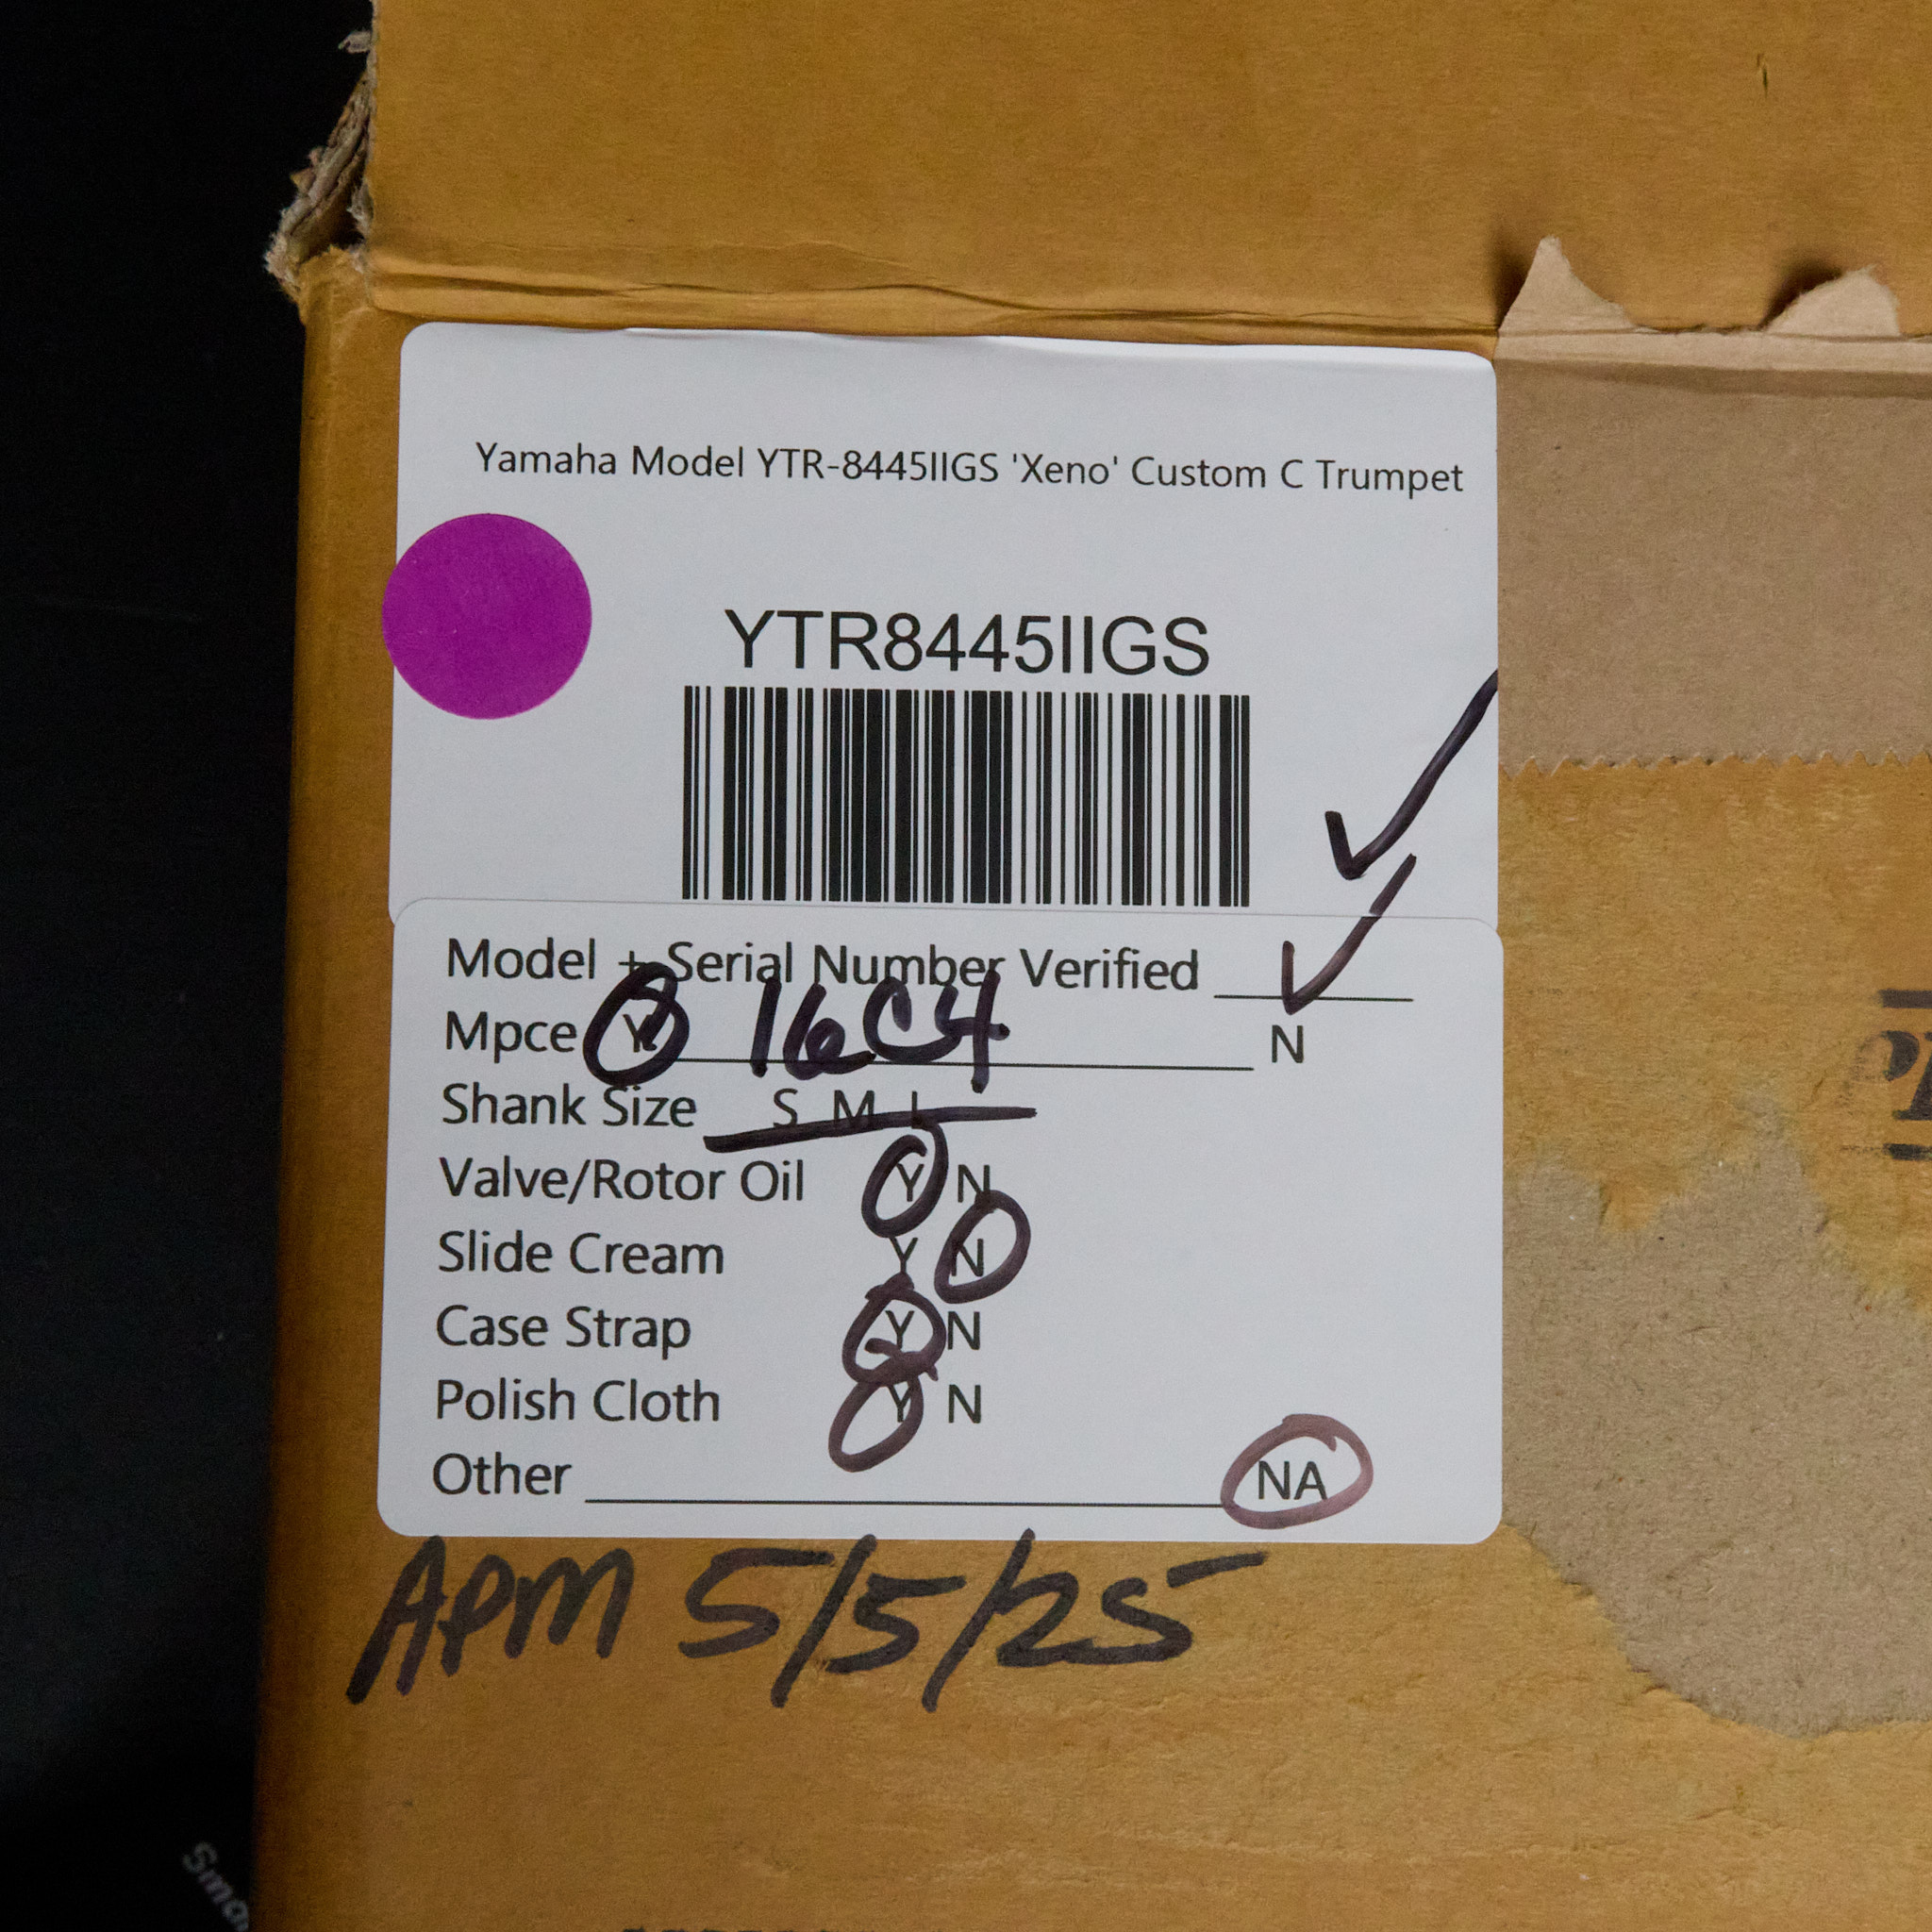 Yamaha Model YTR-8445IIGS 'Xeno' Custom C Trumpet
YTR8445IIGS
Model + Serial Number Verified
Mpce Y 16C4 N
Shank Size S M L
Valve/Rotor Oil Y N
Slide Cream Y N
Case Strap Y N
Polish Cloth Y N
Other NA
APM 5/5/25